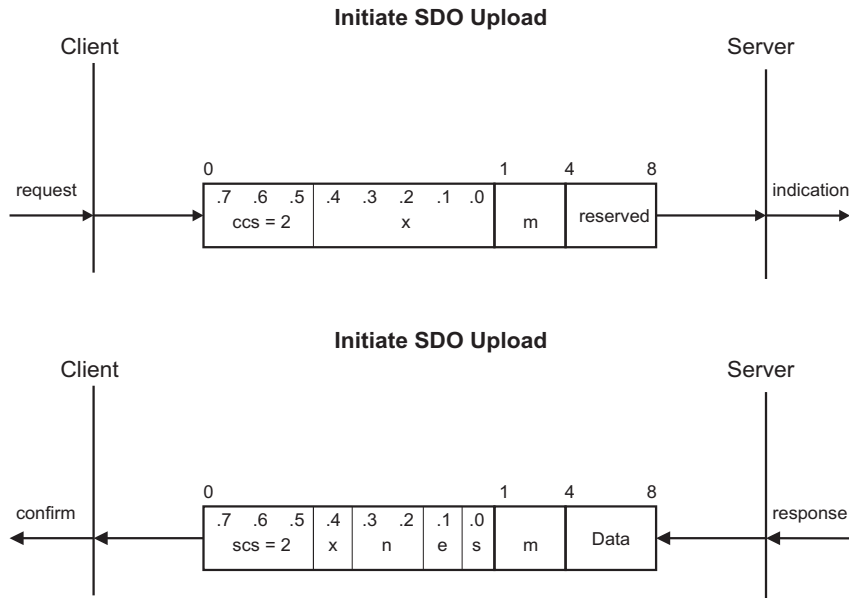 Initiate SDO Upload
Client Server
0 1 4 8
request indication
.7 .6 .5 .4 .3 .2 .1 .0
ccs = 2 x m reserved
Initiate SDO Upload
Client Server
0 1 4 8
confirm response
.7 .6 .5 .4 .3 .2 .1 .0
scs = 2 x n e s m Data